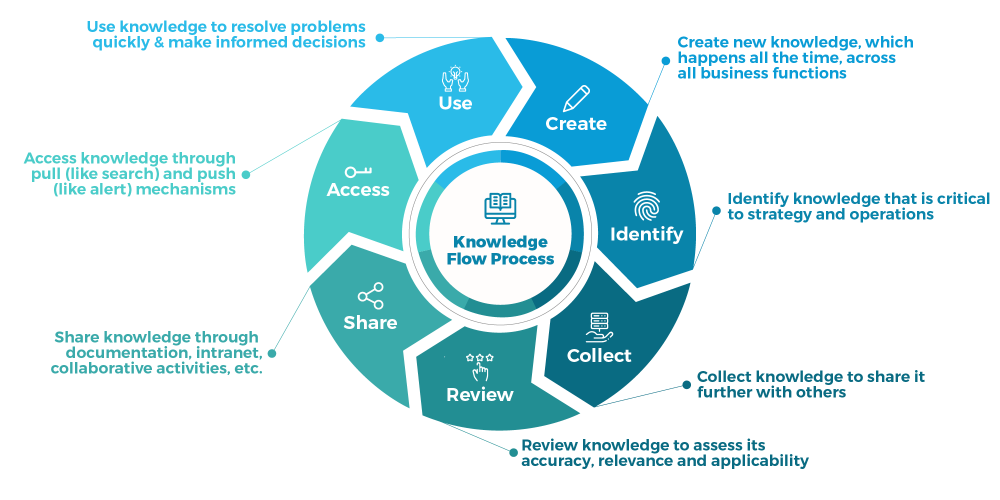 Use knowledge to resolve problems
quickly & make informed decisions
Create new knowledge, which
happens all the time, across
all business functions
Use
Create
Access knowledge through
pull (like search) and push
(like alert) mechanisms
Access
Identify knowledge that is critical
to strategy and operations
Identify
Knowledge
Flow Process
Share knowledge through
documentation, intranet,
collaborative activities, etc.
Share
Collect
Collect knowledge to share it
further with others
Review
Review knowledge to assess its
accuracy, relevance and applicability